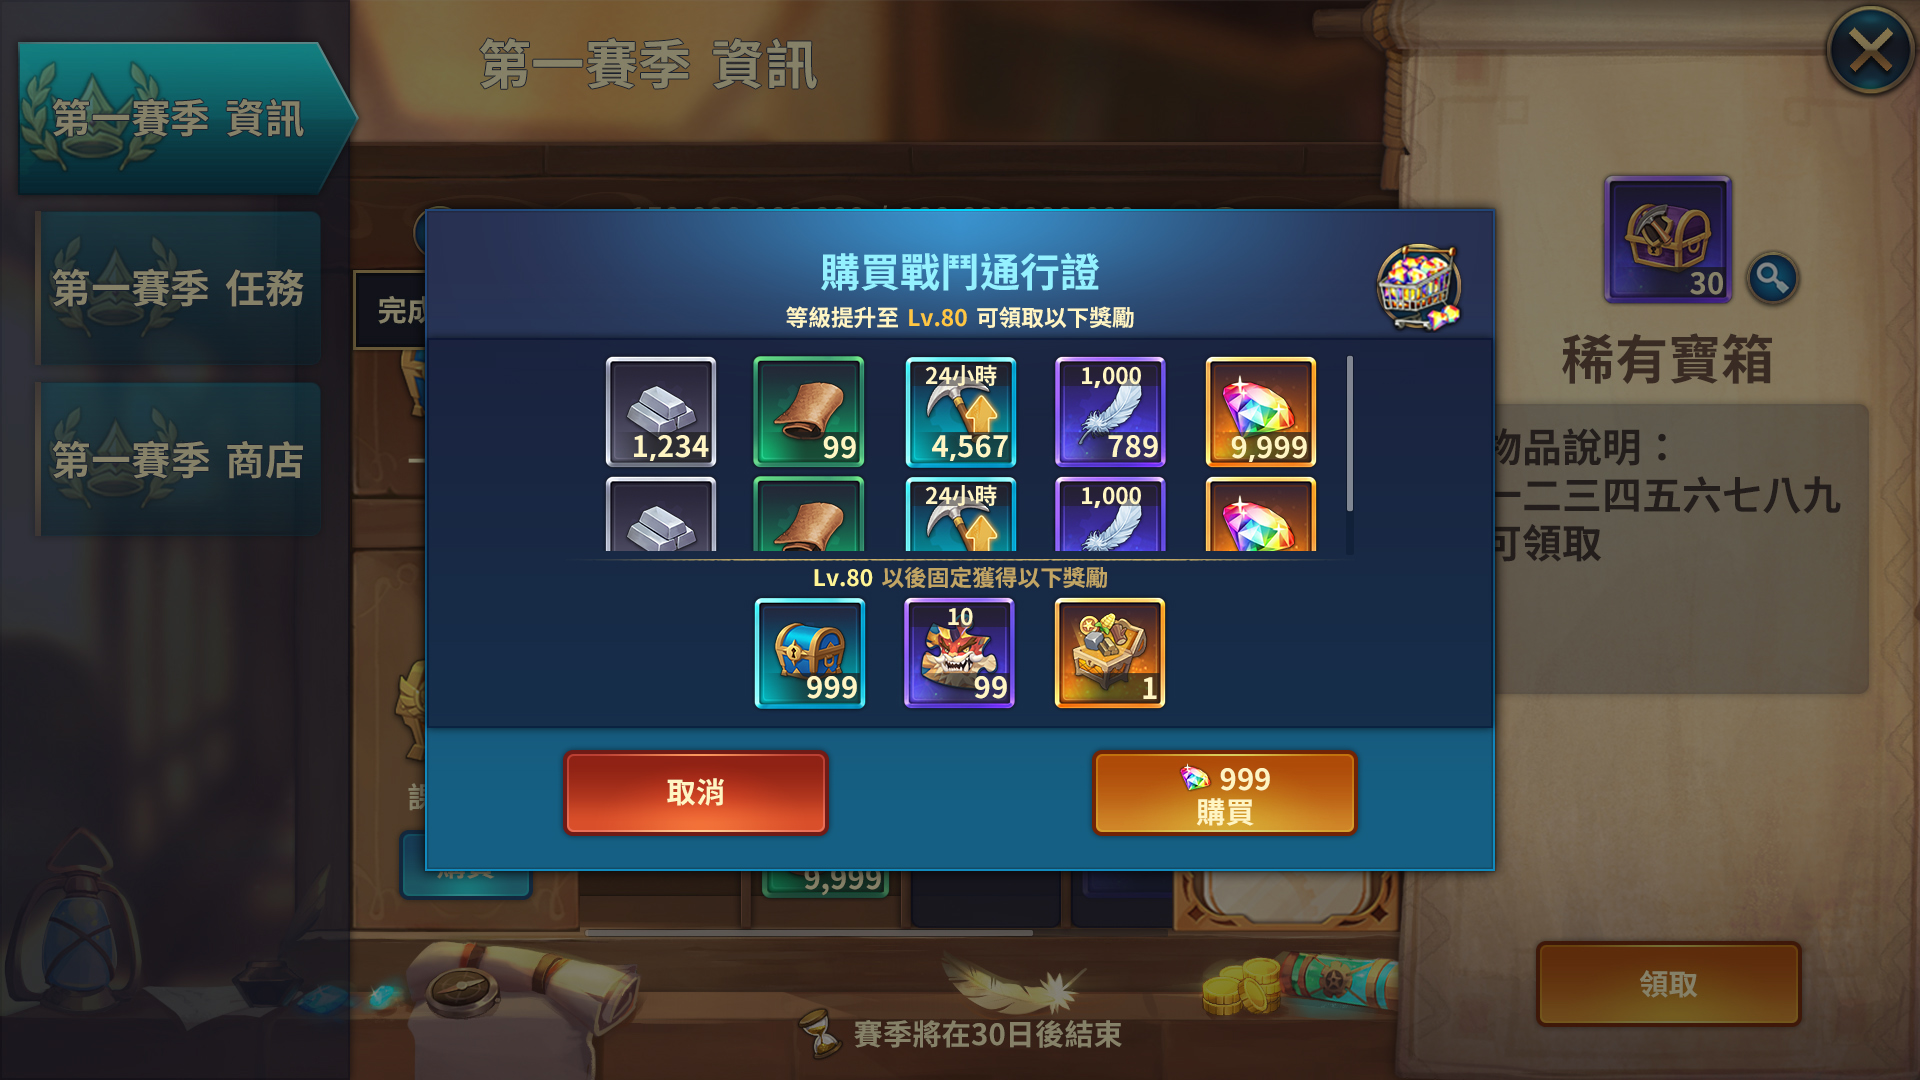 第一賽季 資訊
第一賽季 任務
第一賽季 商店
第一賽季 資訊
完成
購買戰鬥通行證
等級提升至 Lv.80 可領取以下獎勵
1,234
99
24小時
4,567
1,000
789
9,999
24小時
1,000
Lv.80 以後固定獲得以下獎勵
999
10
99
1
取消
999
購買
9,999
30
稀有寶箱
物品說明：
一二三四五六七八九
可領取
領取
賽季將在30日後結束